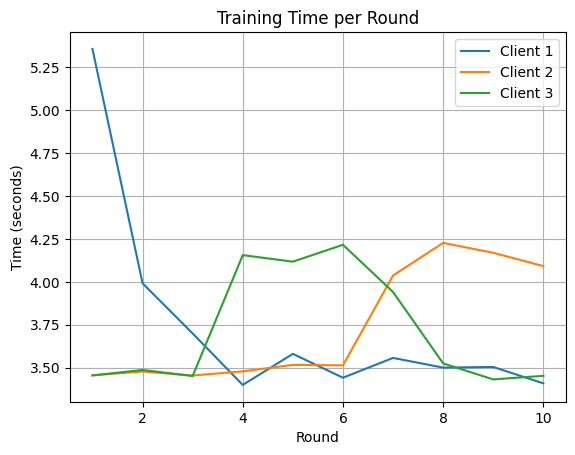 Training Time per Round
Client 1
Client 2
Client 3
Time (seconds)
5.25
5.00
4.75
4.50
4.25
4.00
3.75
3.50
2 4 6 8 10
Round